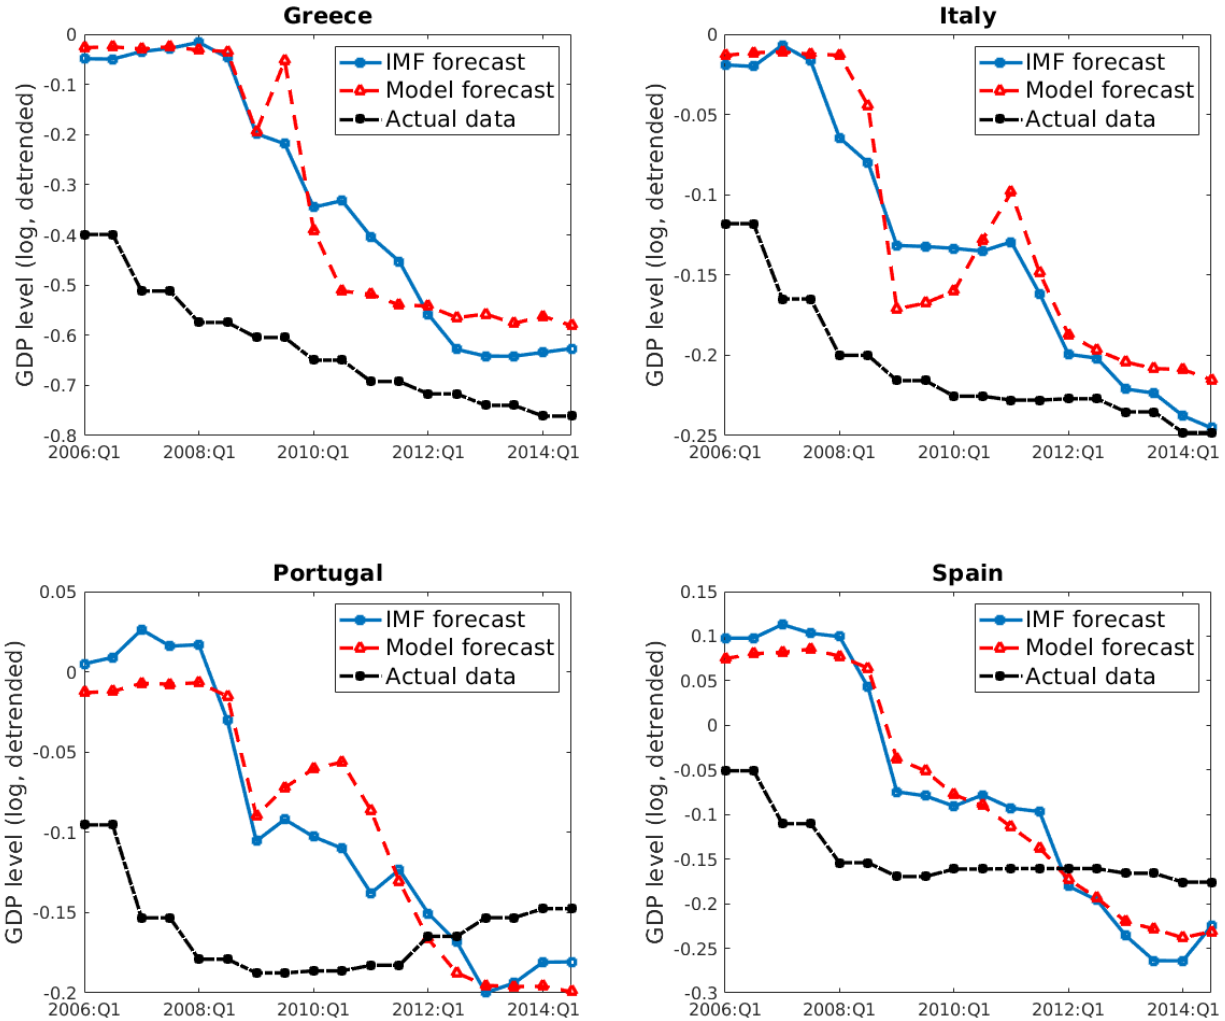 Greece
GDP level (log, detrended)
0
-0.1
-0.2
-0.3
-0.4
-0.5
-0.6
-0.7
-0.8
IMF forecast
Model forecast
Actual data
2006:Q1 2008:Q1 2010:Q1 2012:Q1 2014:Q1
Italy
GDP level (log, detrended)
0
-0.05
-0.1
-0.15
-0.2
-0.25
IMF forecast
Model forecast
Actual data
2006:Q1 2008:Q1 2010:Q1 2012:Q1 2014:Q1
Portugal
GDP level (log, detrended)
0.05
0
-0.05
-0.1
-0.15
-0.2
IMF forecast
Model forecast
Actual data
2006:Q1 2008:Q1 2010:Q1 2012:Q1 2014:Q1
Spain
GDP level (log, detrended)
0.15
0.1
0.05
0
-0.05
-0.1
-0.15
-0.2
-0.25
-0.3
IMF forecast
Model forecast
Actual data
2006:Q1 2008:Q1 2010:Q1 2012:Q1 2014:Q1